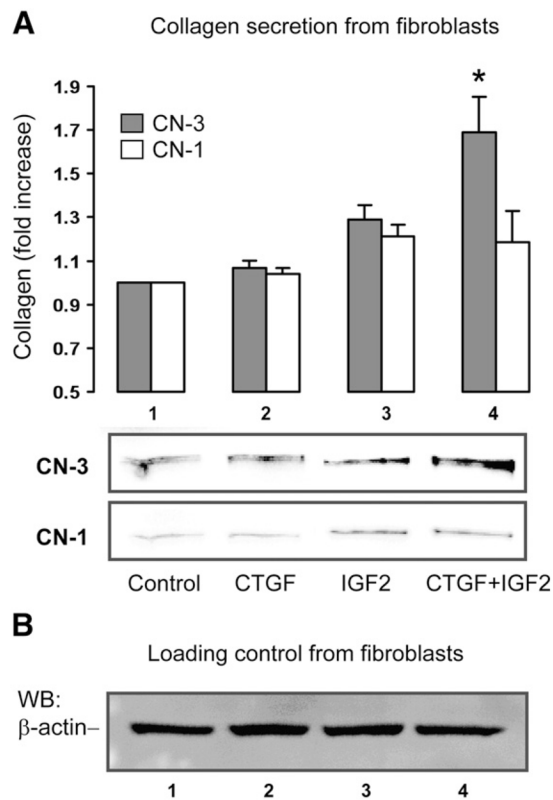 A
Collagen secretion from fibroblasts
Collagen (fold increase)
1.9
1.7
1.5
1.3
1.1
0.9
0.7
0.5
CN-3
CN-1
*
1 2 3 4
CN-3
CN-1
Control CTGF IGF2 CTGF+IGF2
B
Loading control from fibroblasts
WB:
β-actin–
1 2 3 4